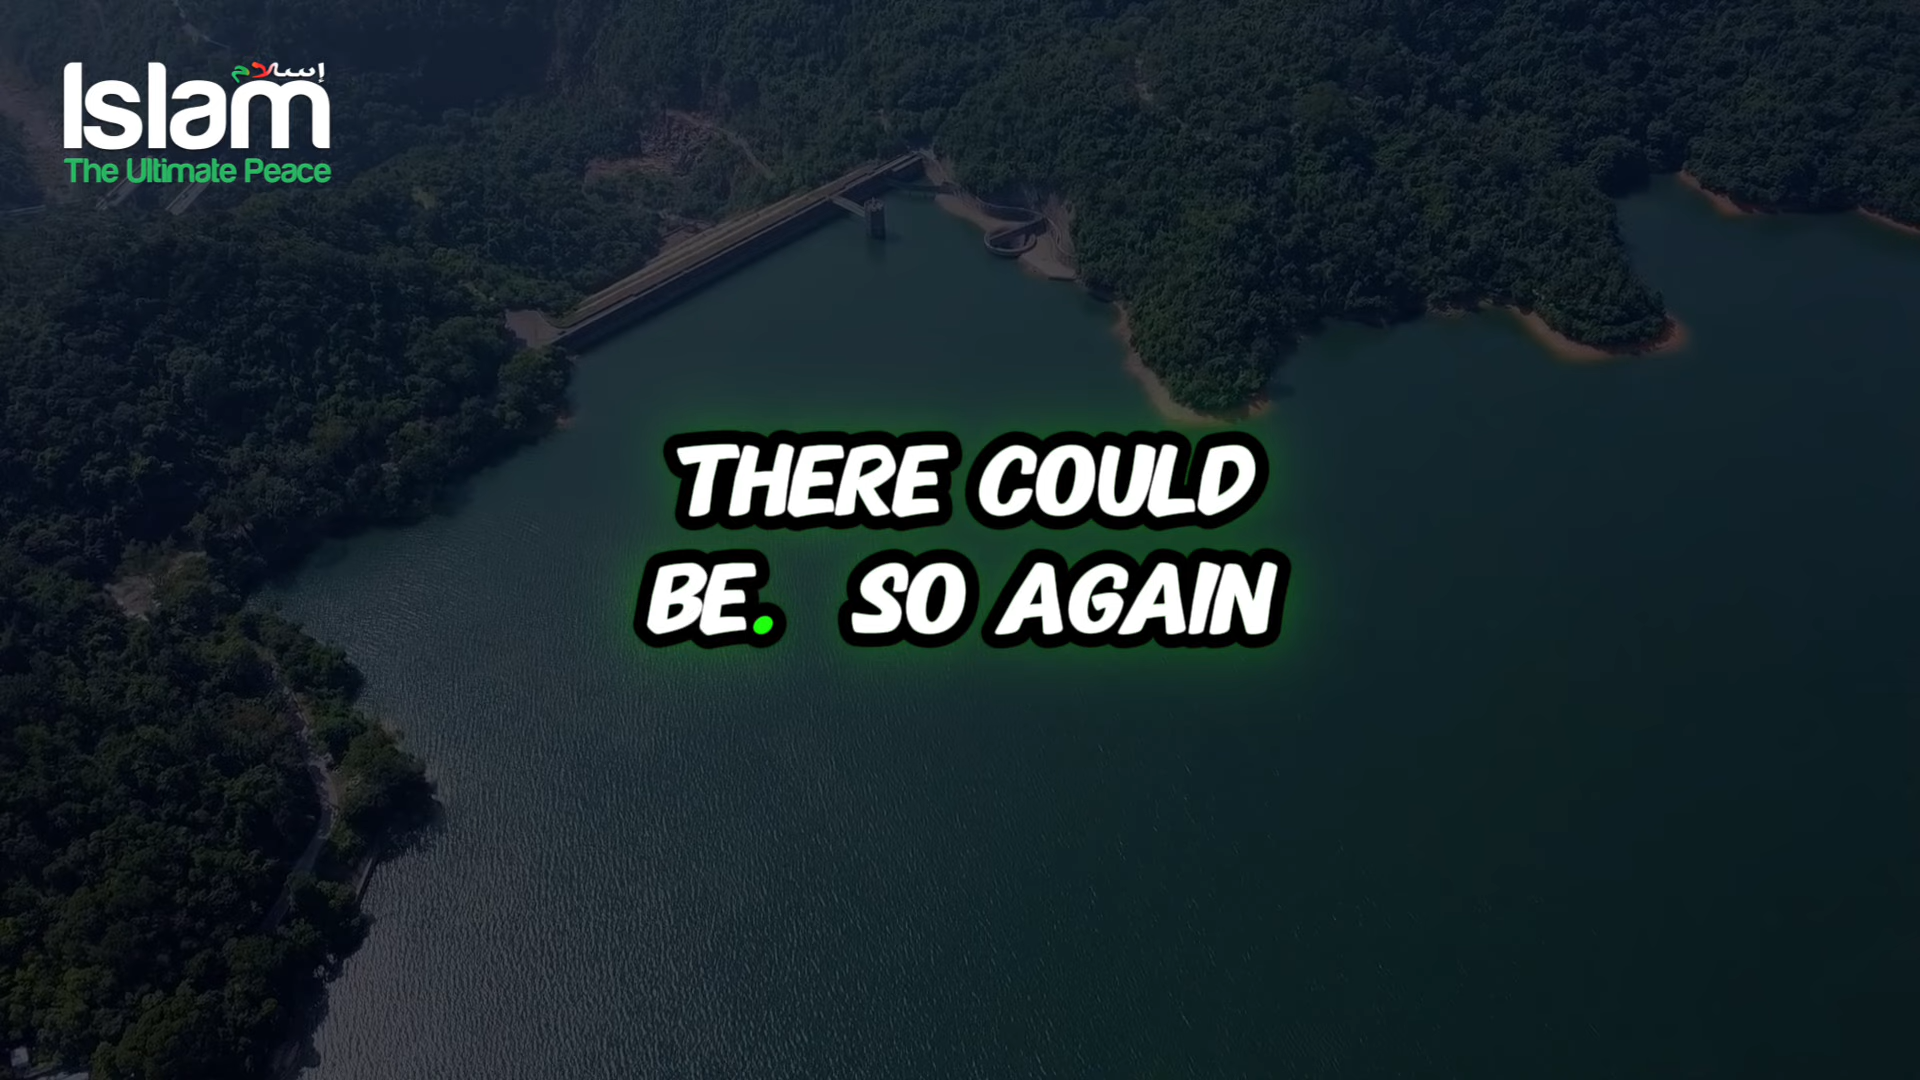 إسلام
Islam
The Ultimate Peace
THERE COULD
BE. SO AGAIN